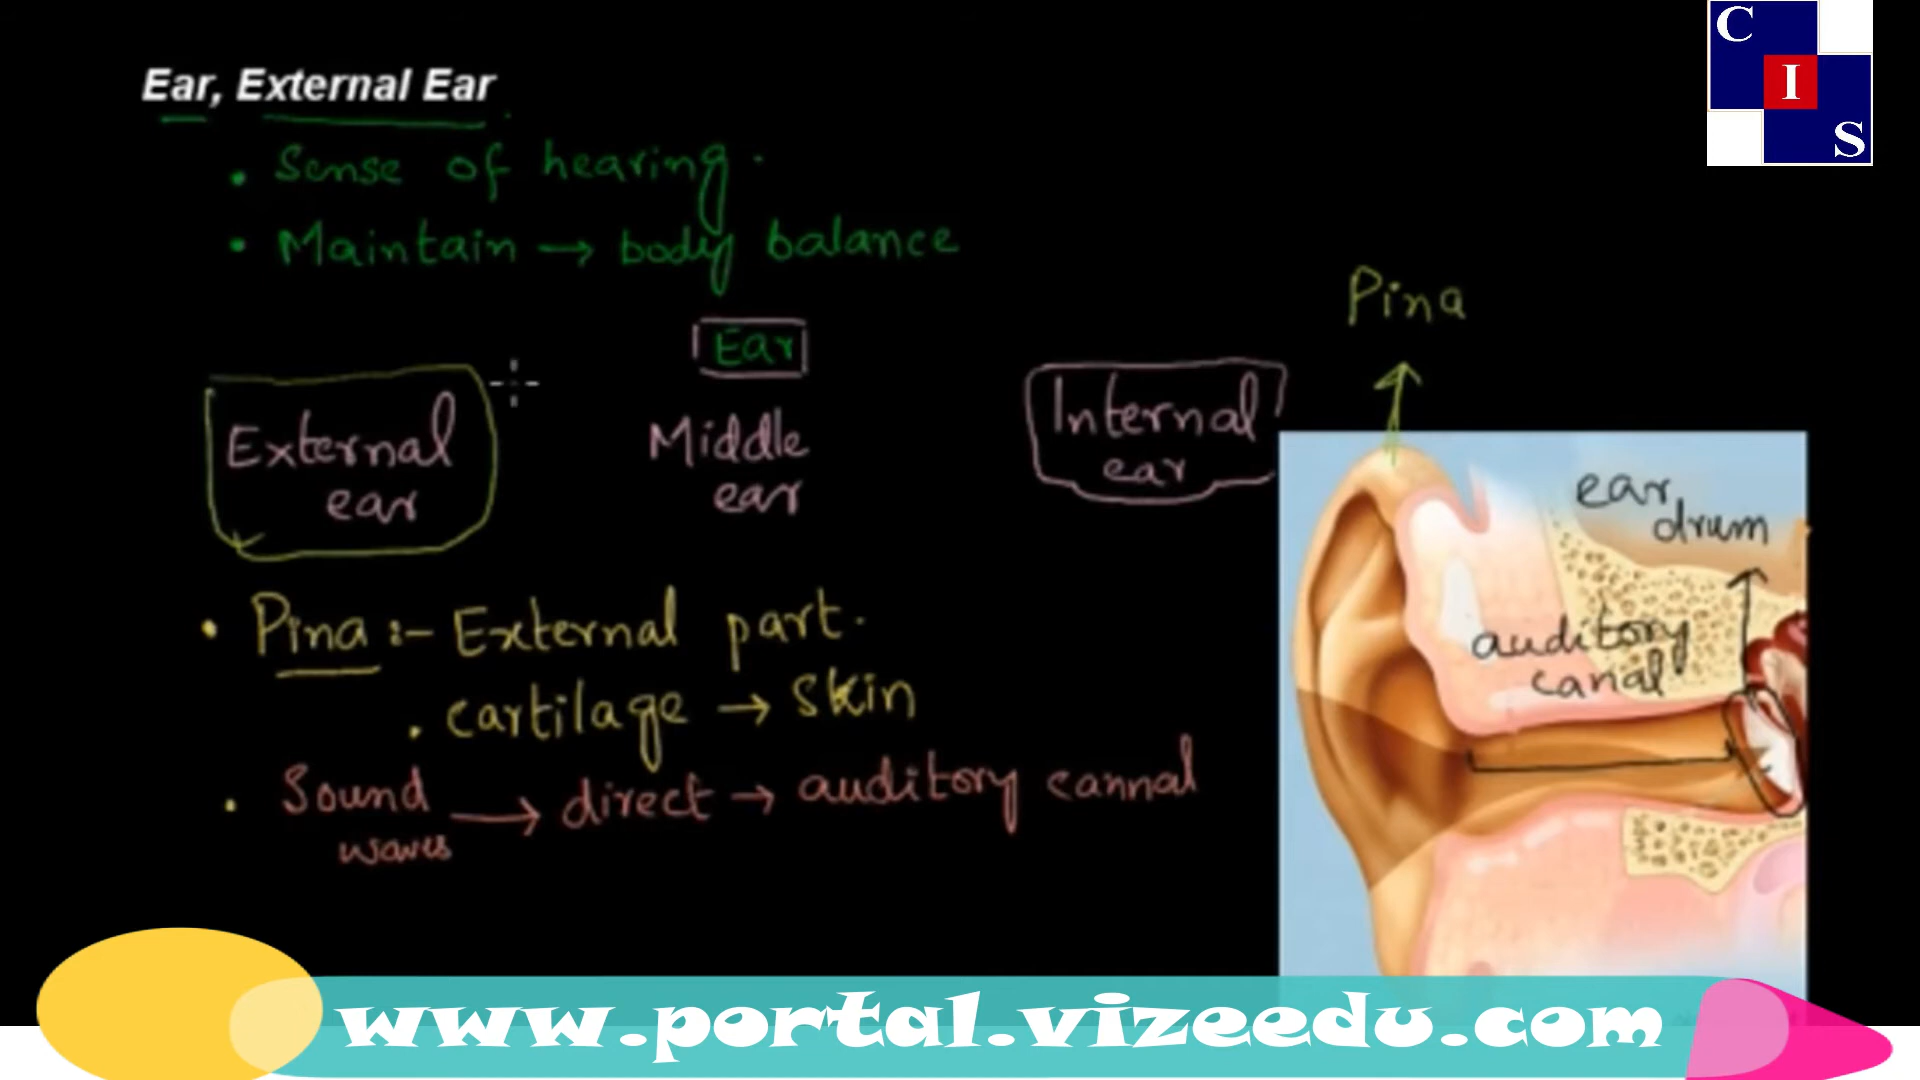 C
I
S
Ear, External Ear
• Sense of hearing.
• Maintain → body balance
Pina
Ear
External
ear
Middle
ear
Internal
ear
ear
drum
auditory
canal
• Pina :- External part.
. cartilage → skin
• Sound waves → direct → auditory cannal
www.portal.vizeedu.com